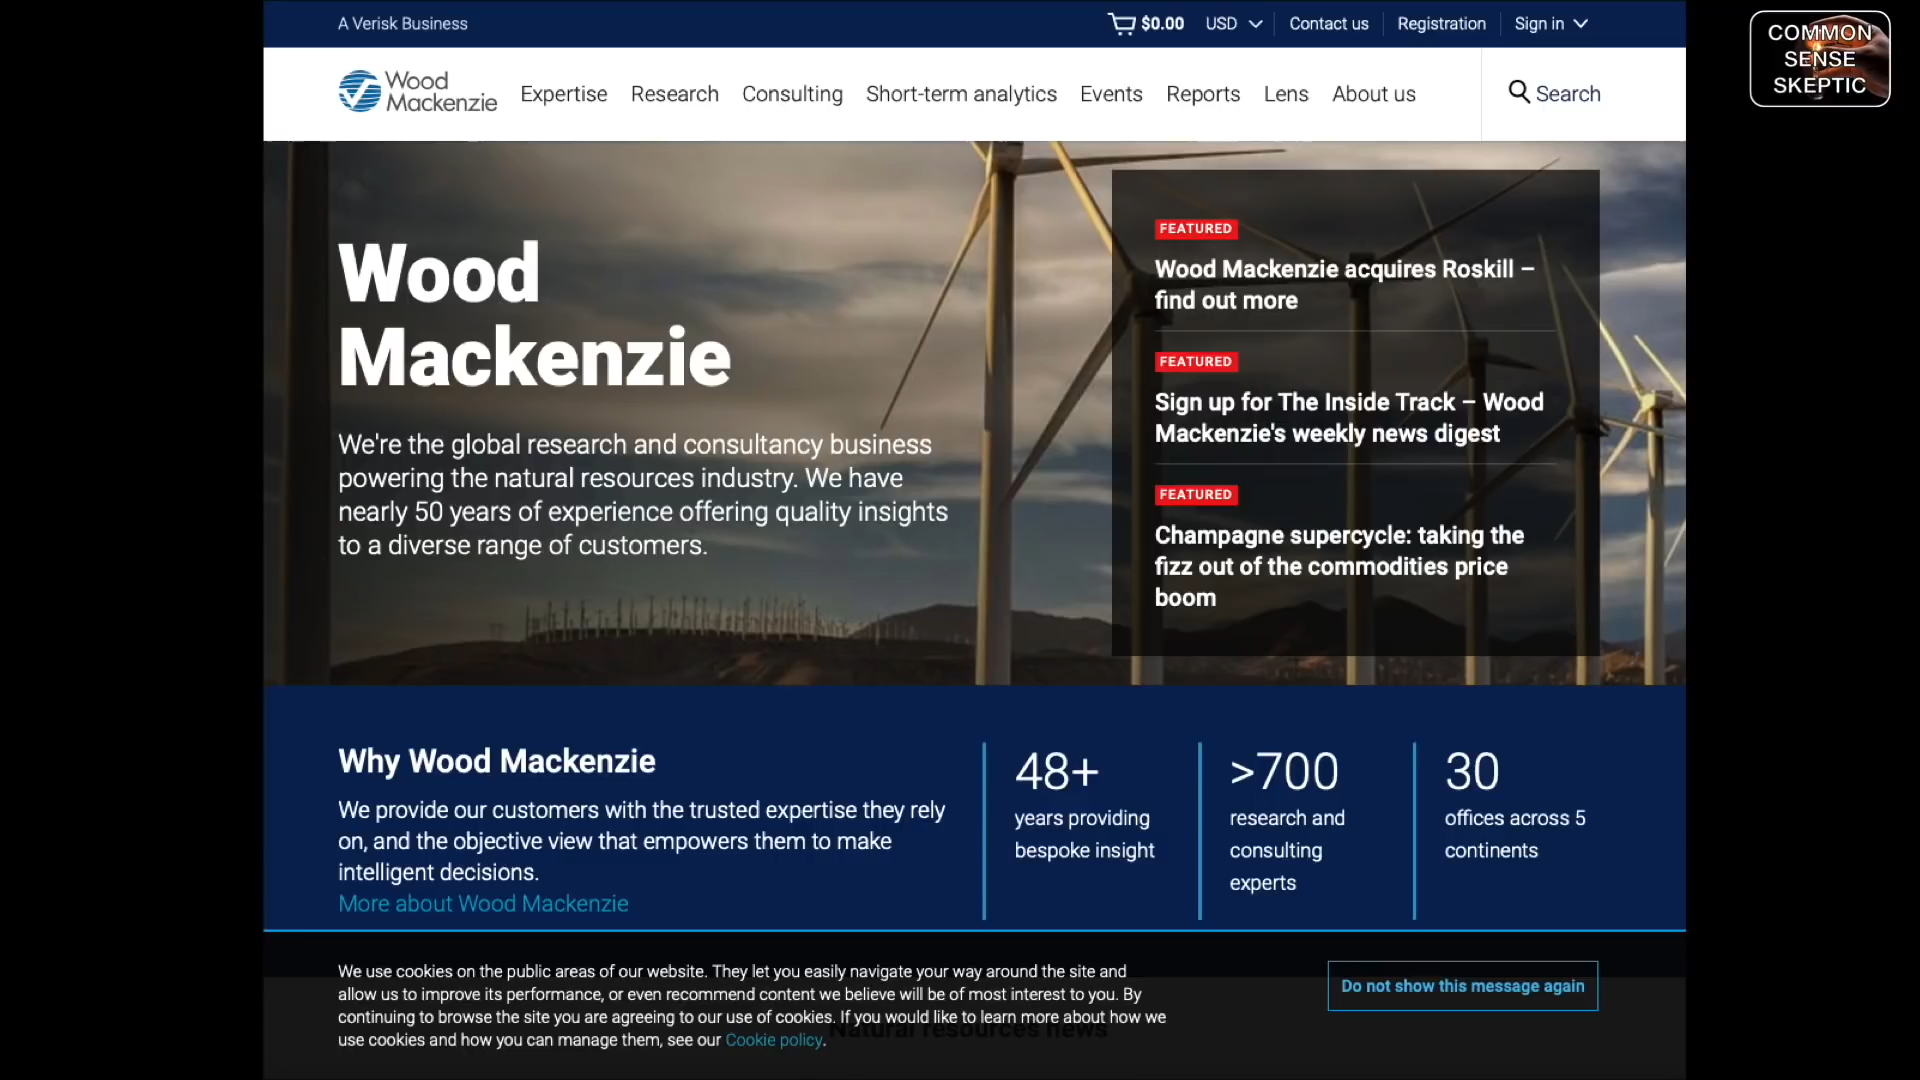 A Verisk Business
$0.00 USD Contact us Registration Sign in
COMMON
SENSE
SKEPTIC
Wood
Mackenzie
Expertise Research Consulting Short-term analytics Events Reports Lens About us Search
Wood
Mackenzie
We're the global research and consultancy business
powering the natural resources industry. We have
nearly 50 years of experience offering quality insights
to a diverse range of customers.
FEATURED
Wood Mackenzie acquires Roskill –
find out more
FEATURED
Sign up for The Inside Track – Wood
Mackenzie's weekly news digest
FEATURED
Champagne supercycle: taking the
fizz out of the commodities price
boom
Why Wood Mackenzie
We provide our customers with the trusted expertise they rely
on, and the objective view that empowers them to make
intelligent decisions.
More about Wood Mackenzie
48+
years providing
bespoke insight
>700
research and
consulting
experts
30
offices across 5
continents
We use cookies on the public areas of our website. They let you easily navigate your way around the site and
allow us to improve its performance, or even recommend content we believe will be of most interest to you. By
continuing to browse the site you are agreeing to our use of cookies. If you would like to learn more about how we
use cookies and how you can manage them, see our Cookie policy.
Do not show this message again
Natural resources news